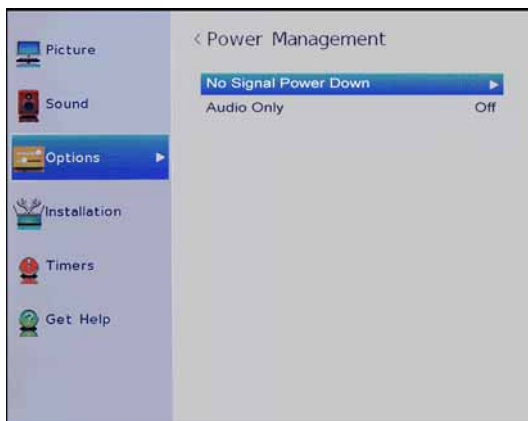 Picture
Sound
Options
Installation
Timers
Get Help
< Power Management
No Signal Power Down
Audio Only Off